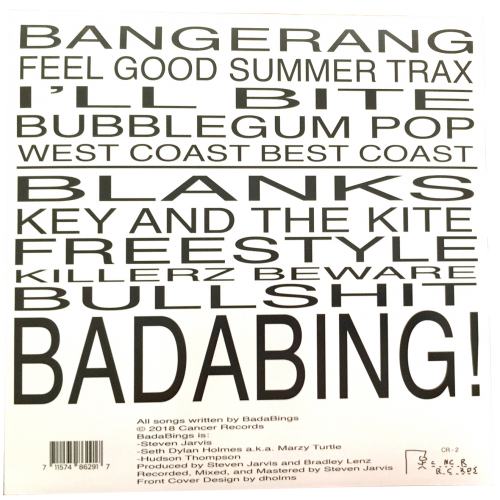 BANGERANG
FEEL GOOD SUMMER TRAX
I'LL BITE
BUBBLEGUM POP
WEST COAST BEST COAST
BLANKS
KEY AND THE KITE
FREESTYLE
KILLERZ BEWARE
BULLSHIT
BADABING!
All songs written by BadaBings
© 2018 Cancer Records
BadaBings is:
-Steven Jarvis
-Seth Dylan Holmes a.k.a. Marzy Turtle
-Hudson Thompson
Produced by Steven Jarvis and Bradley Lenz
Recorded, Mixed, and Mastered by Steven Jarvis
Front Cover Design by dholms
7 11574 86291 7
CR - 2